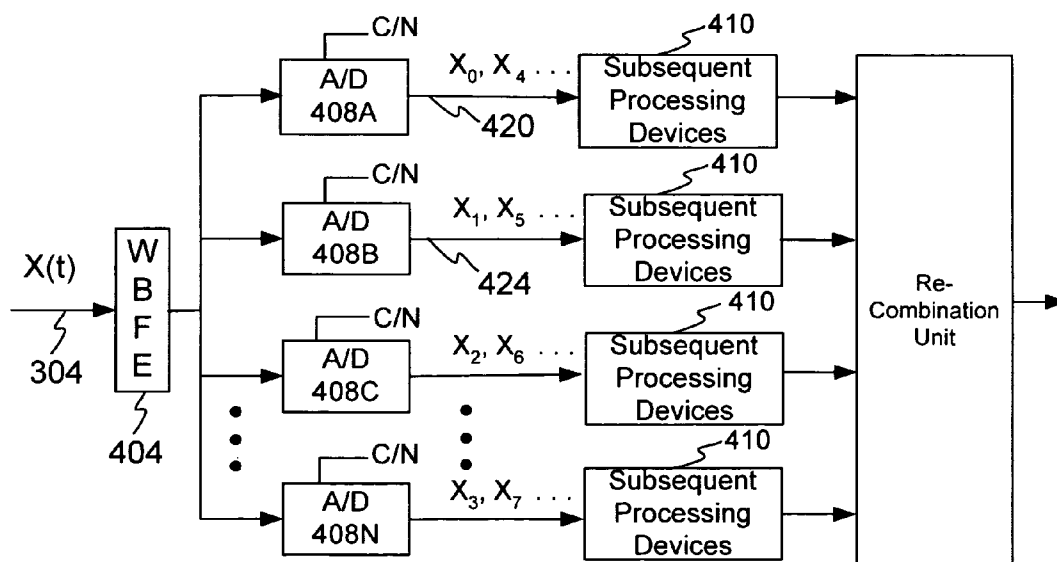 C/N
410
A/D
408A
X₀, X₄ . . .
Subsequent
Processing
Devices
420
C/N
410
A/D
408B
X₁, X₅ . . .
Subsequent
Processing
Devices
424
X(t)
304
W
B
F
E
404
Re-
Combination
Unit
C/N
410
A/D
408C
X₂, X₆ . . .
Subsequent
Processing
Devices
C/N
410
A/D
408N
X₃, X₇ . . .
Subsequent
Processing
Devices